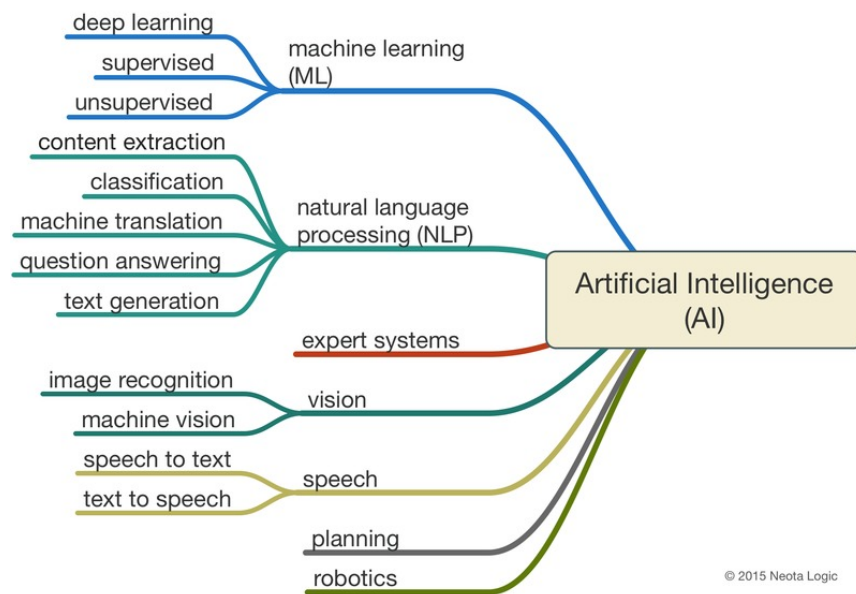 deep learning
supervised
unsupervised
machine learning
(ML)
content extraction
classification
machine translation
question answering
text generation
natural language
processing (NLP)
expert systems
image recognition
machine vision
vision
speech to text
text to speech
speech
planning
robotics
Artificial Intelligence
(AI)
© 2015 Neota Logic